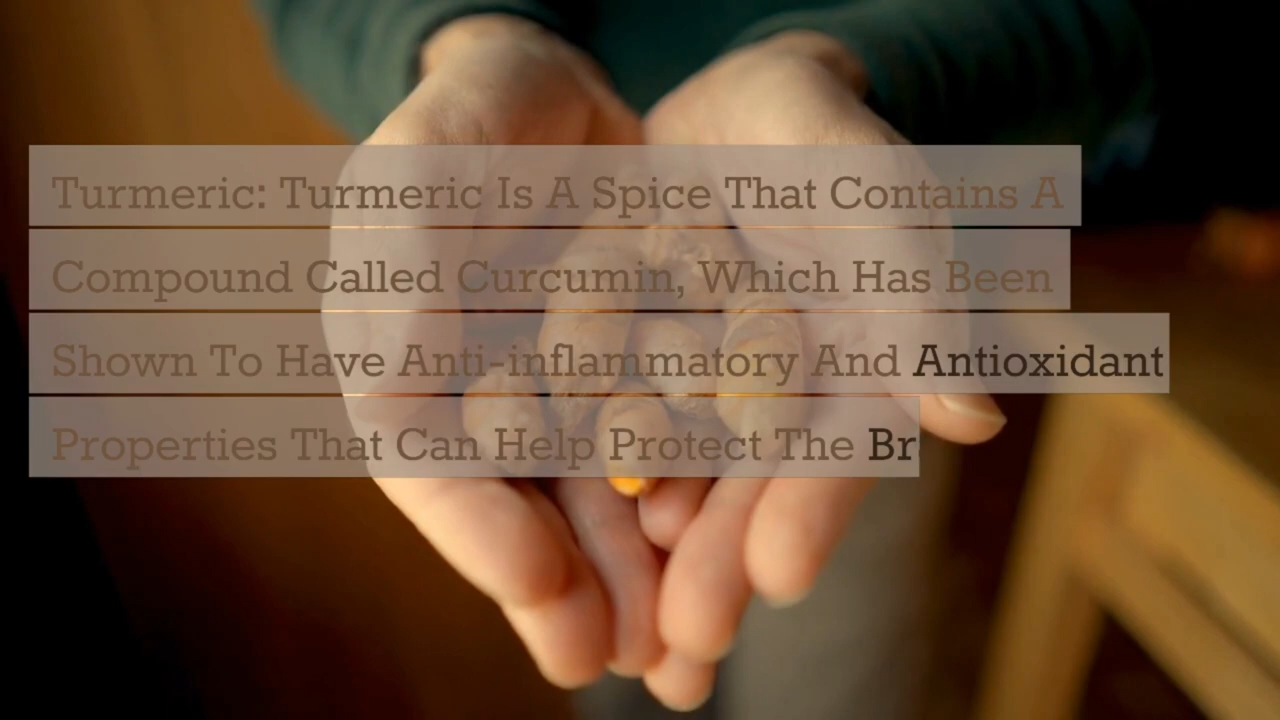 Turmeric: Turmeric Is A Spice That Contains A
Compound Called Curcumin, Which Has Been
Shown To Have Anti-inflammatory And Antioxidant
Properties That Can Help Protect The Br